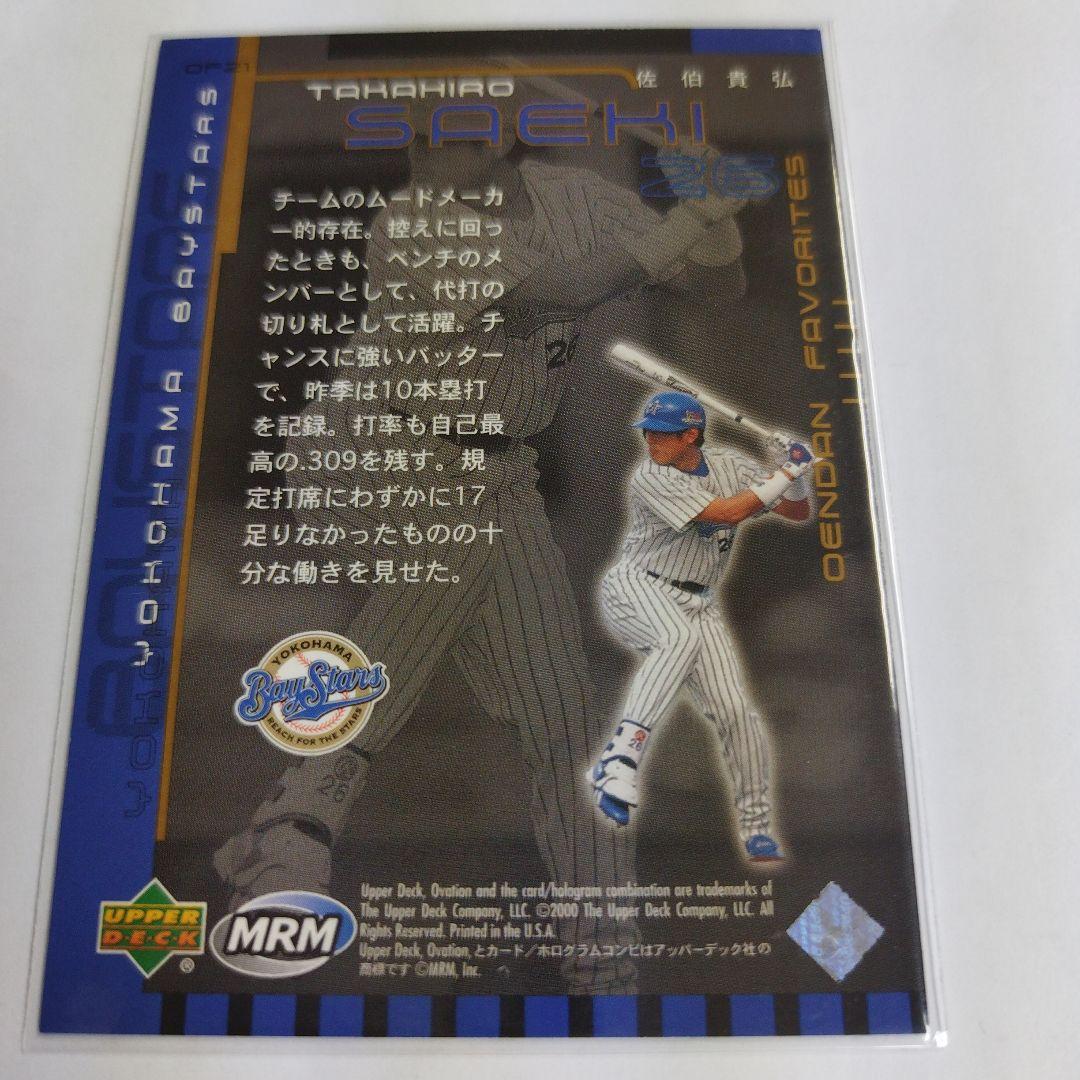 OF21
TAKAHIRO
佐伯貴弘
SAEKI
26
YOKOHAMA BAYSTARS
OENDAN FAVORITES
チームのムードメーカ
ー的存在。控えに回っ
たときも、ベンチのメ
ンバーとして、代打の
切り札として活躍。チ
ャンスに強いバッター
で、昨季は10本塁打
を記録。打率も自己最
高の.309を残す。規
定打席にわずかに17
足りなかったものの十
分な働きを見せた。
26
26
26
26
YOKOHAMA
BayStars
REACH FOR THE STARS
UPPER
DECK
®
MRM
Upper Deck, Ovation and the card/hologram combination are trademarks of
The Upper Deck Company, LLC. ©2000 The Upper Deck Company, LLC. All
Rights Reserved. Printed in the U.S.A.
Upper Deck, Ovation, とカード／ホログラムコンビはアッパーデック社の
商標です ©MRM, Inc.